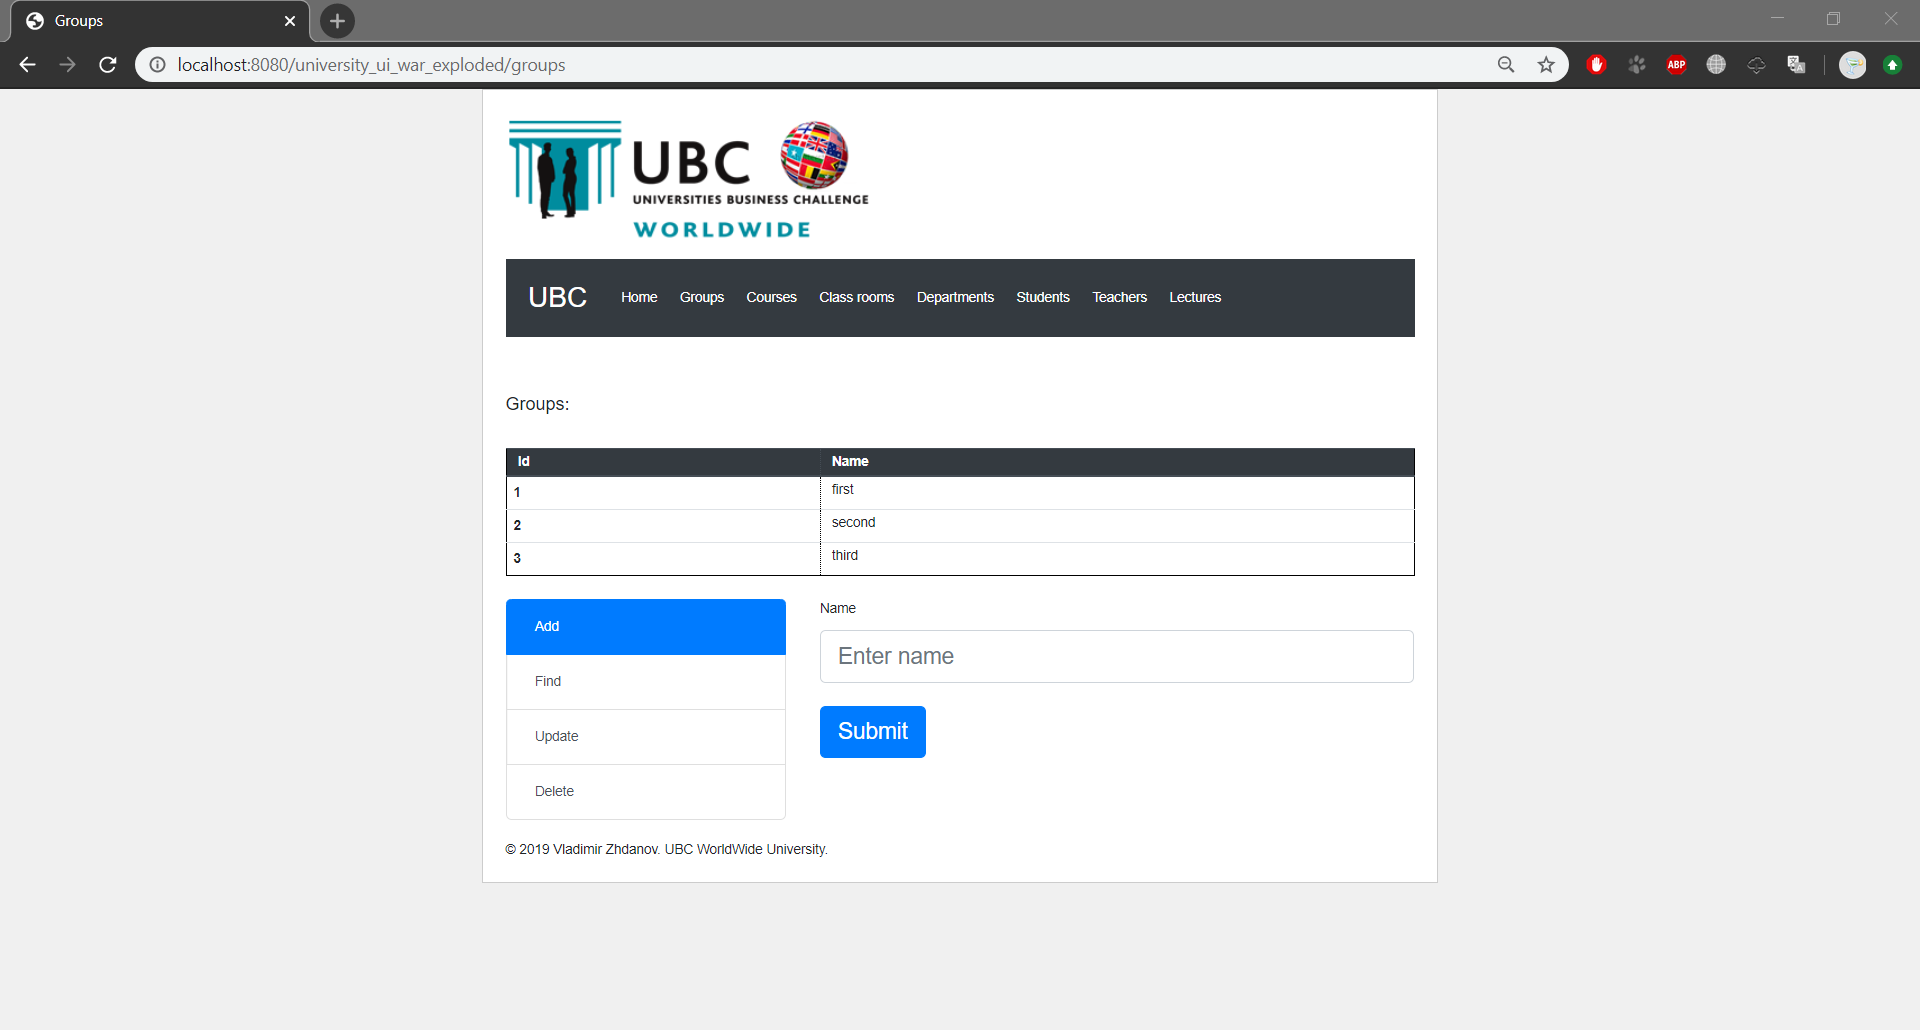 Groups
localhost:8080/university_ui_war_exploded/groups
ABP
UBC
UNIVERSITIES BUSINESS CHALLENGE
WORLDWIDE
UBC Home Groups Courses Class rooms Departments Students Teachers Lectures
Groups:
Id Name
1 first
2 second
3 third
Add
Find
Update
Delete
Name
Enter name
Submit
© 2019 Vladimir Zhdanov. UBC WorldWide University.